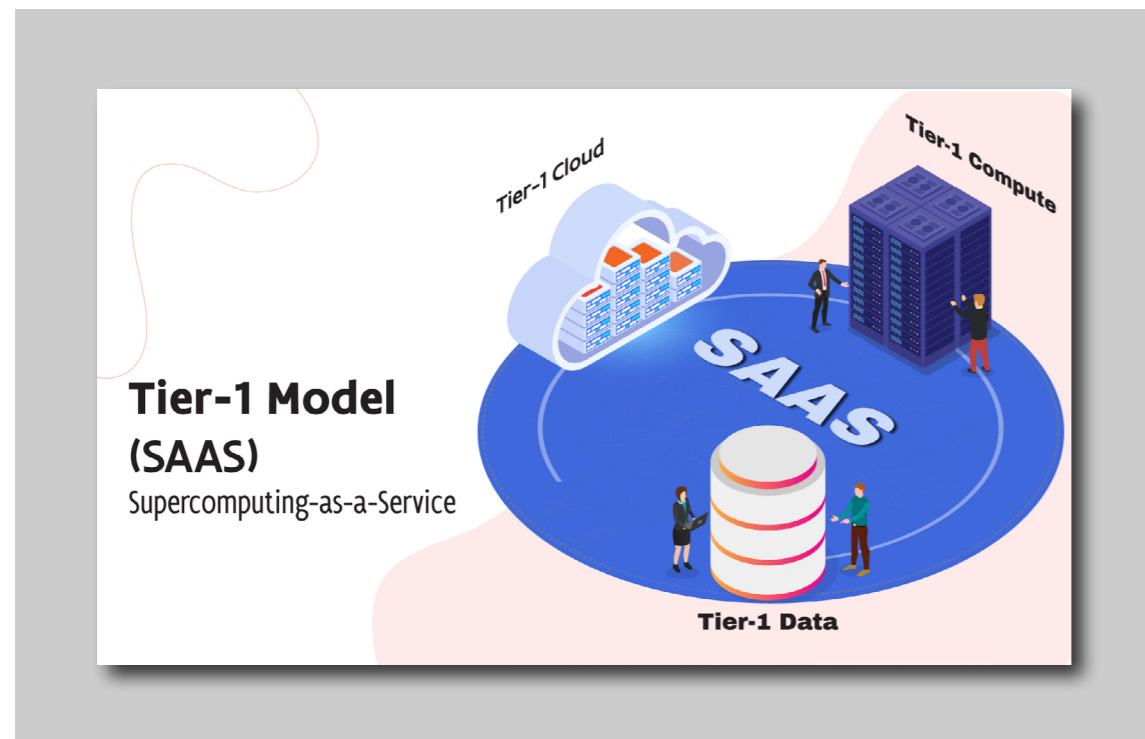 Tier-1 Cloud
Tier-1 Compute
SAAS
Tier-1 Model
(SAAS)
Supercomputing-as-a-Service
Tier-1 Data